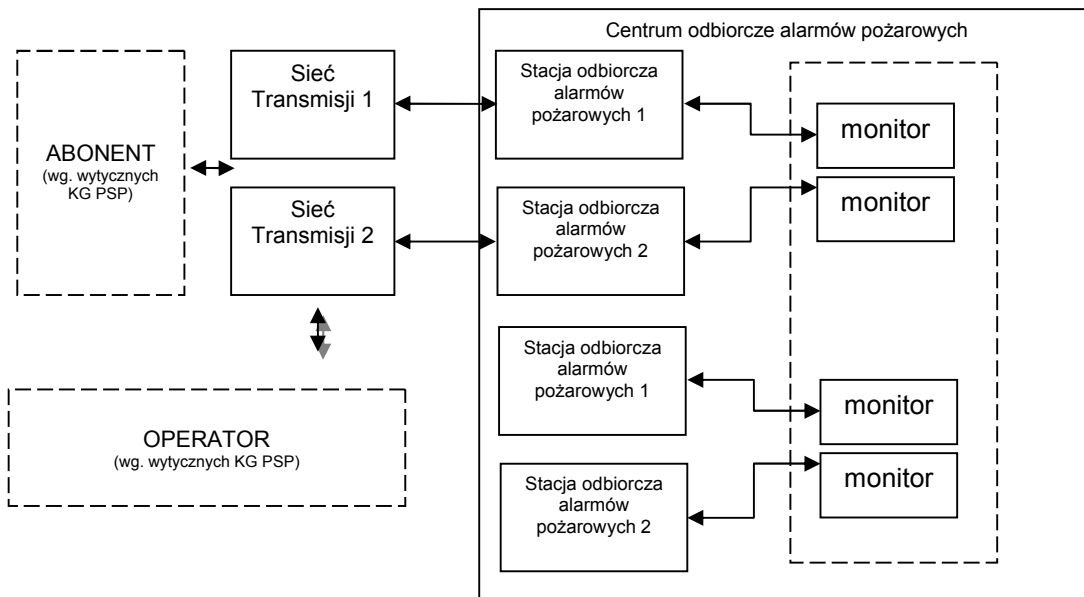 Centrum odbiorcze alarmów pożarowych
ABONENT
(wg. wytycznych
KG PSP)
Sieć
Transmisji 1
Stacja odbiorcza
alarmów
pożarowych 1
monitor
monitor
Sieć
Transmisji 2
Stacja odbiorcza
alarmów
pożarowych 2
Stacja odbiorcza
alarmów
pożarowych 1
monitor
OPERATOR
(wg. wytycznych KG PSP)
Stacja odbiorcza
alarmów
pożarowych 2
monitor